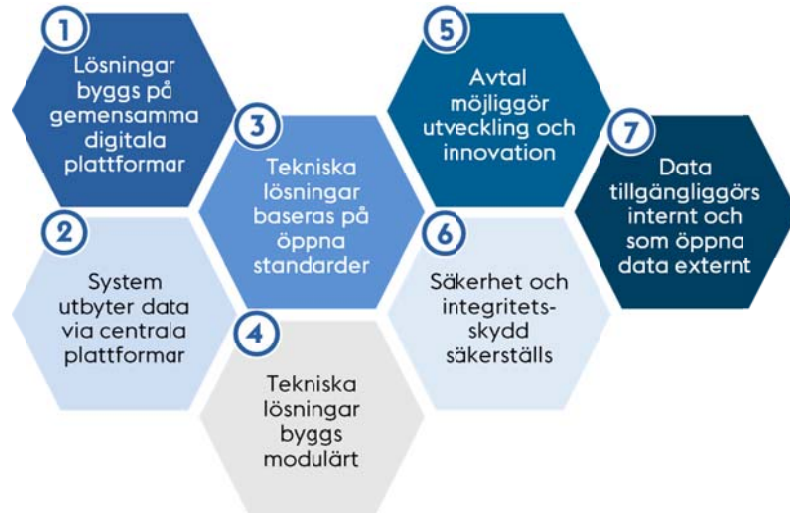 1
Lösningar
byggs på
gemensamma
digitala
plattformar
2
System
utbyter data
via centrala
plattformar
3
Tekniska
lösningar
baseras på
öppna
standarder
4
Tekniska
lösningar
byggs
modulärt
5
Avtal
möjliggör
utveckling och
innovation
6
Säkerhet och
integritets-
skydd
säkerställs
7
Data
tillgängliggörs
internt och
som öppna
data externt